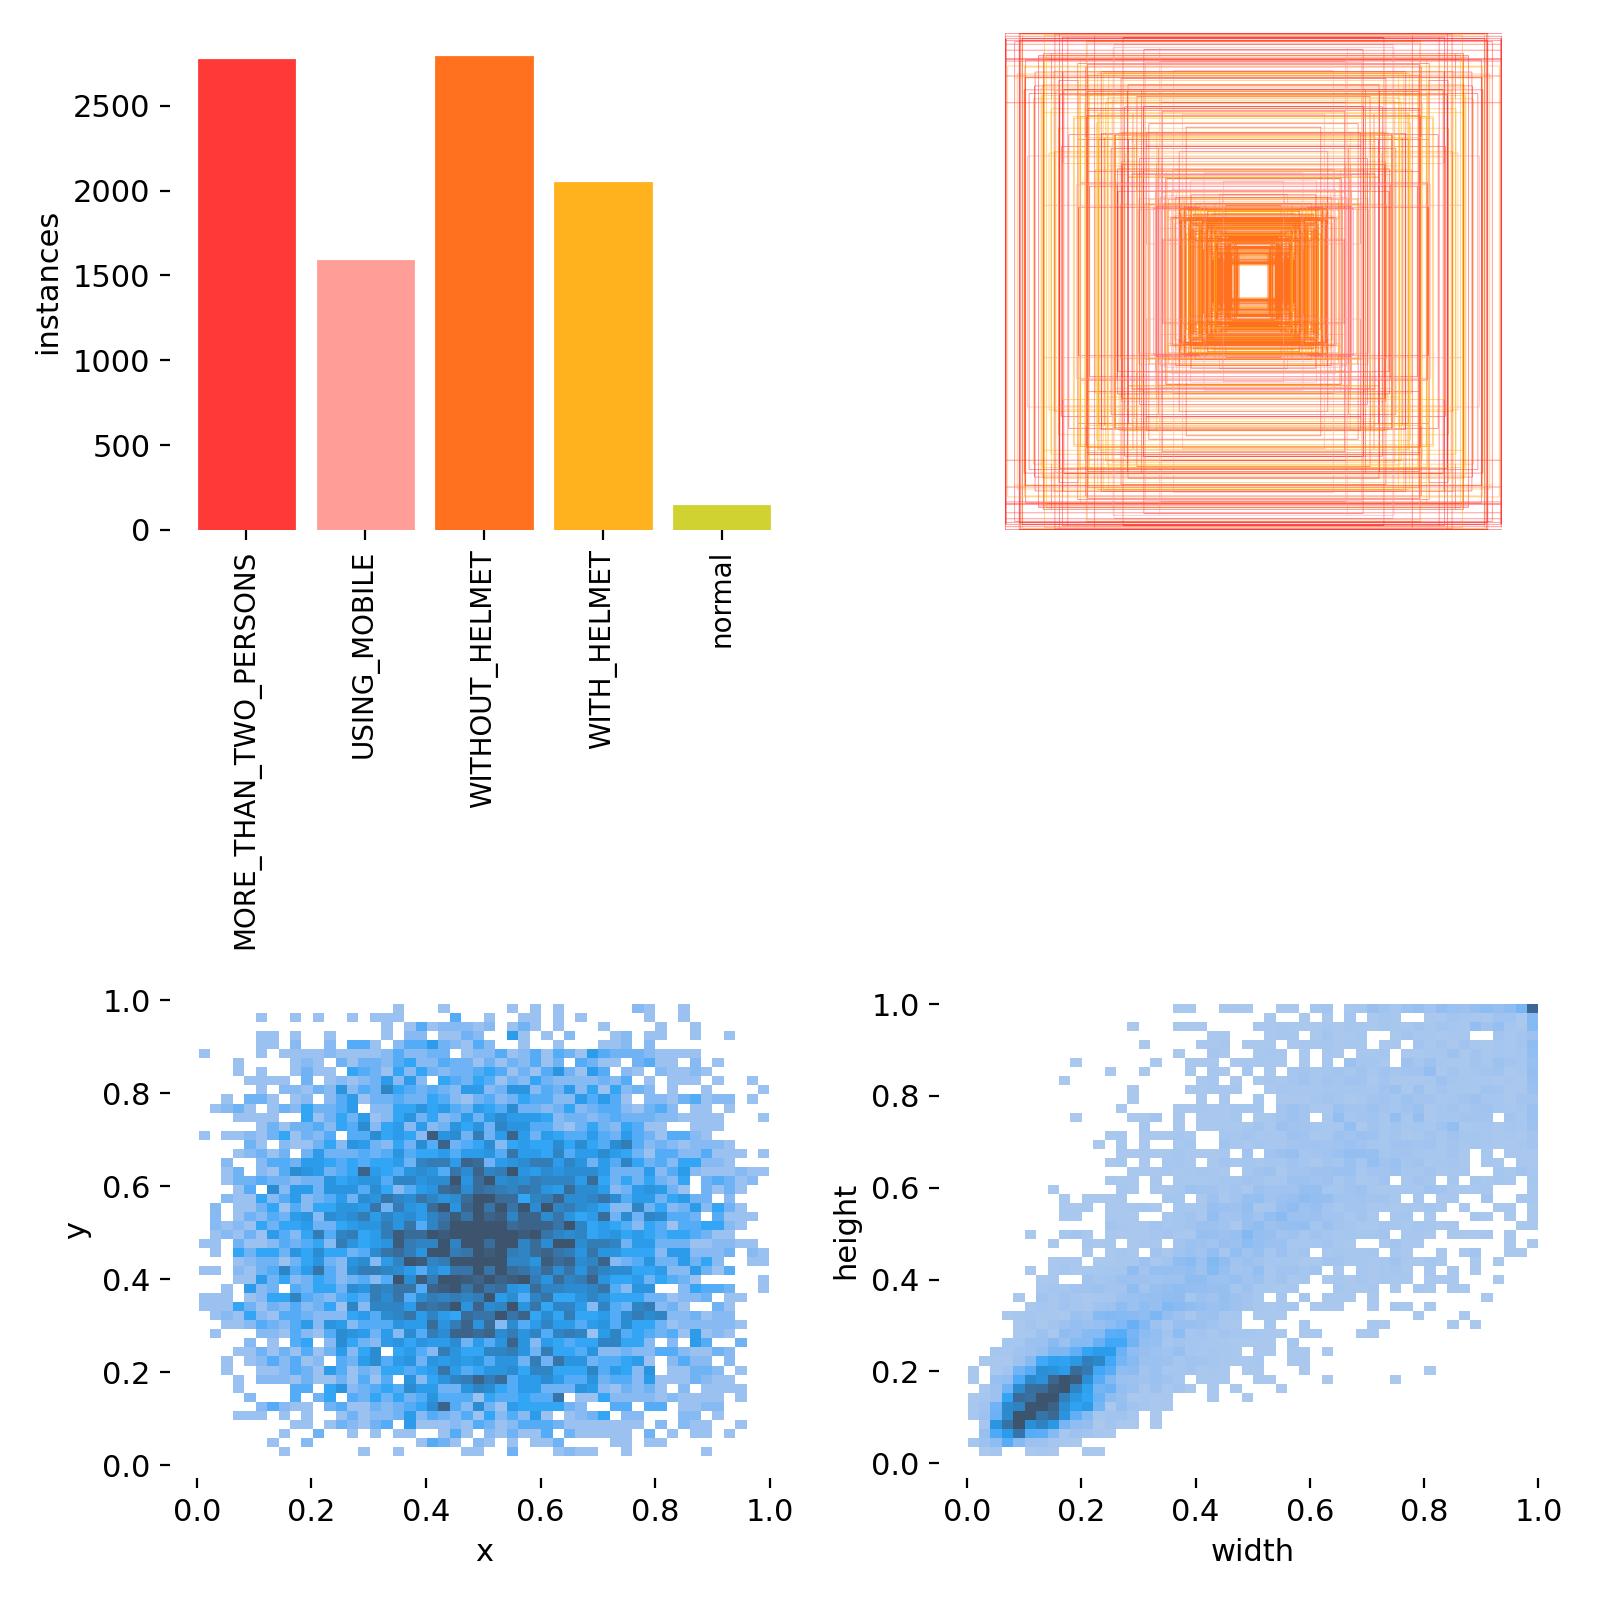 instances
2500
2000
1500
1000
500
0
MORE_THAN_TWO_PERSONS
USING_MOBILE
WITHOUT_HELMET
WITH_HELMET
normal
y
1.0
0.8
0.6
0.4
0.2
0.0
0.0 0.2 0.4 0.6 0.8 1.0
x
height
1.0
0.8
0.6
0.4
0.2
0.0
0.0 0.2 0.4 0.6 0.8 1.0
width